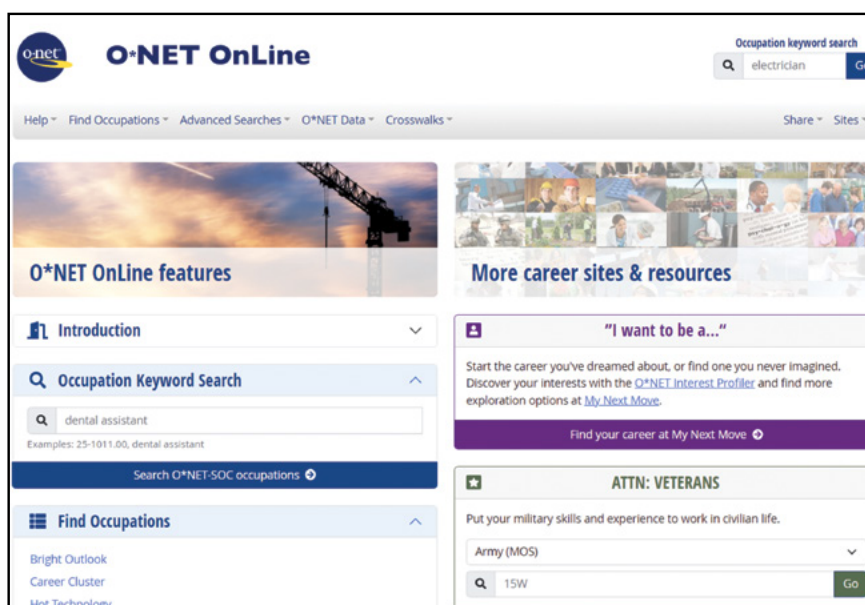 o·net
O*NET OnLine
Occupation keyword search
electrician
Go
Help
Find Occupations
Advanced Searches
O*NET Data
Crosswalks
Share
Sites
O*NET OnLine features
Introduction
Occupation Keyword Search
dental assistant
Examples: 25-1011.00, dental assistant
Search O*NET-SOC occupations
Find Occupations
Bright Outlook
Career Cluster
Hot Technology
More career sites & resources
"I want to be a..."
Start the career you've dreamed about, or find one you never imagined.
Discover your interests with the O*NET Interest Profiler and find more
exploration options at My Next Move.
Find your career at My Next Move
ATTN: VETERANS
Put your military skills and experience to work in civilian life.
Army (MOS)
15W
Go